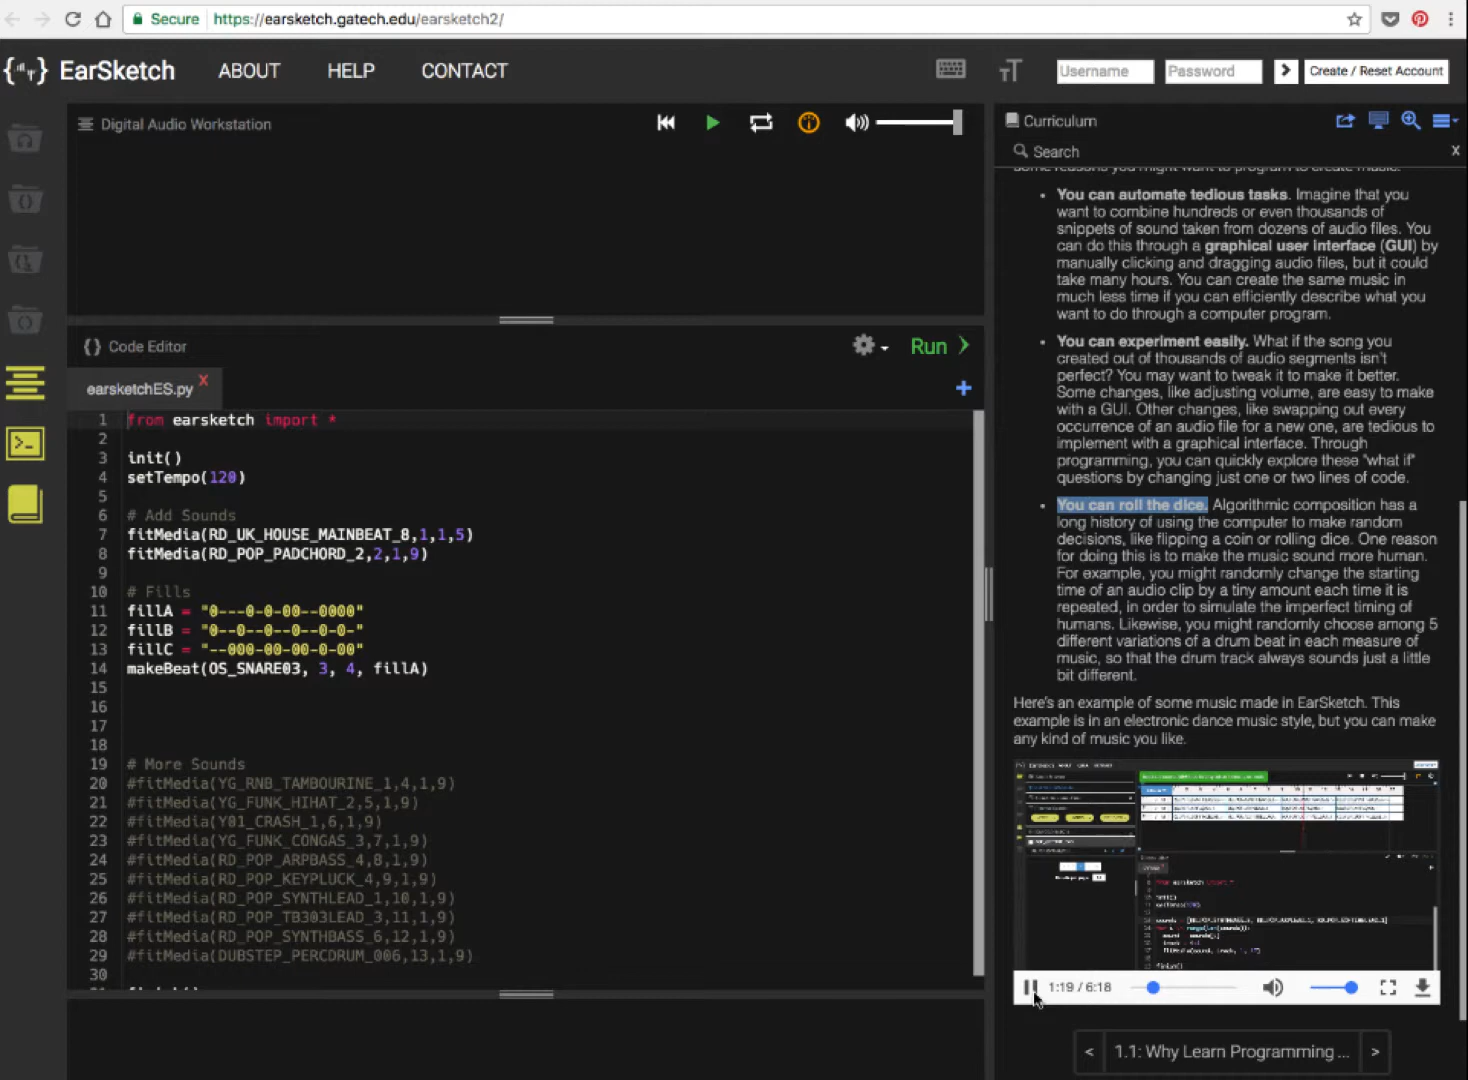 Secure https://earsketch.gatech.edu/earsketch2/
EarSketch ABOUT HELP CONTACT Username Password Create / Reset Account
Digital Audio Workstation
Code Editor
Run
earsketchES.py
1 from earsketch import *
2
3 init()
4 setTempo(120)
5
6 # Add Sounds
7 fitMedia(RD_UK_HOUSE_MAINBEAT_8,1,1,5)
8 fitMedia(RD_POP_PADCHORD_2,2,1,9)
9
10 # Fills
11 fillA = "0---0-0-00--0000"
12 fillB = "0--0--0--0--0-0-"
13 fillC = "--000-00-00-0-00"
14 makeBeat(OS_SNARE03, 3, 4, fillA)
15
16
17
18
19 # More Sounds
20 #fitMedia(YG_RNB_TAMBOURINE_1,4,1,9)
21 #fitMedia(YG_FUNK_HIHAT_2,5,1,9)
22 #fitMedia(Y01_CRASH_1,6,1,9)
23 #fitMedia(YG_FUNK_CONGAS_3,7,1,9)
24 #fitMedia(RD_POP_ARPBASS_4,8,1,9)
25 #fitMedia(RD_POP_KEYPLUCK_4,9,1,9)
26 #fitMedia(RD_POP_SYNTHLEAD_1,10,1,9)
27 #fitMedia(RD_POP_TB303LEAD_3,11,1,9)
28 #fitMedia(RD_POP_SYNTHBASS_6,12,1,9)
29 #fitMedia(DUBSTEP_PERCDRUM_006,13,1,9)
30
Curriculum
Search X
some reasons you might want to program to create music.
• You can automate tedious tasks. Imagine that you
want to combine hundreds or even thousands of
snippets of sound taken from dozens of audio files. You
can do this through a graphical user interface (GUI) by
manually clicking and dragging audio files, but it could
take many hours. You can create the same music in
much less time if you can efficiently describe what you
want to do through a computer program.
• You can experiment easily. What if the song you
created out of thousands of audio segments isn't
perfect? You may want to tweak it to make it better.
Some changes, like adjusting volume, are easy to make
with a GUI. Other changes, like swapping out every
occurrence of an audio file for a new one, are tedious to
implement with a graphical interface. Through
programming, you can quickly explore these "what if"
questions by changing just one or two lines of code.
• You can roll the dice. Algorithmic composition has a
long history of using the computer to make random
decisions, like flipping a coin or rolling dice. One reason
for doing this is to make the music sound more human.
For example, you might randomly change the starting
time of an audio clip by a tiny amount each time it is
repeated, in order to simulate the imperfect timing of
humans. Likewise, you might randomly choose among 5
different variations of a drum beat in each measure of
music, so that the drum track always sounds just a little
bit different.
Here's an example of some music made in EarSketch. This
example is in an electronic dance music style, but you can make
any kind of music you like.
1:19 / 6:18
< 1.1: Why Learn Programming ... >